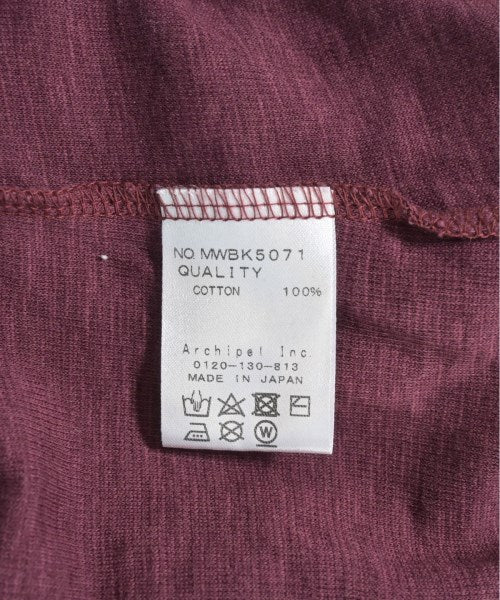 NO. MWBK5071
QUALITY
COTTON 100%
Archipel Inc.
0120-130-813
MADE IN JAPAN
W